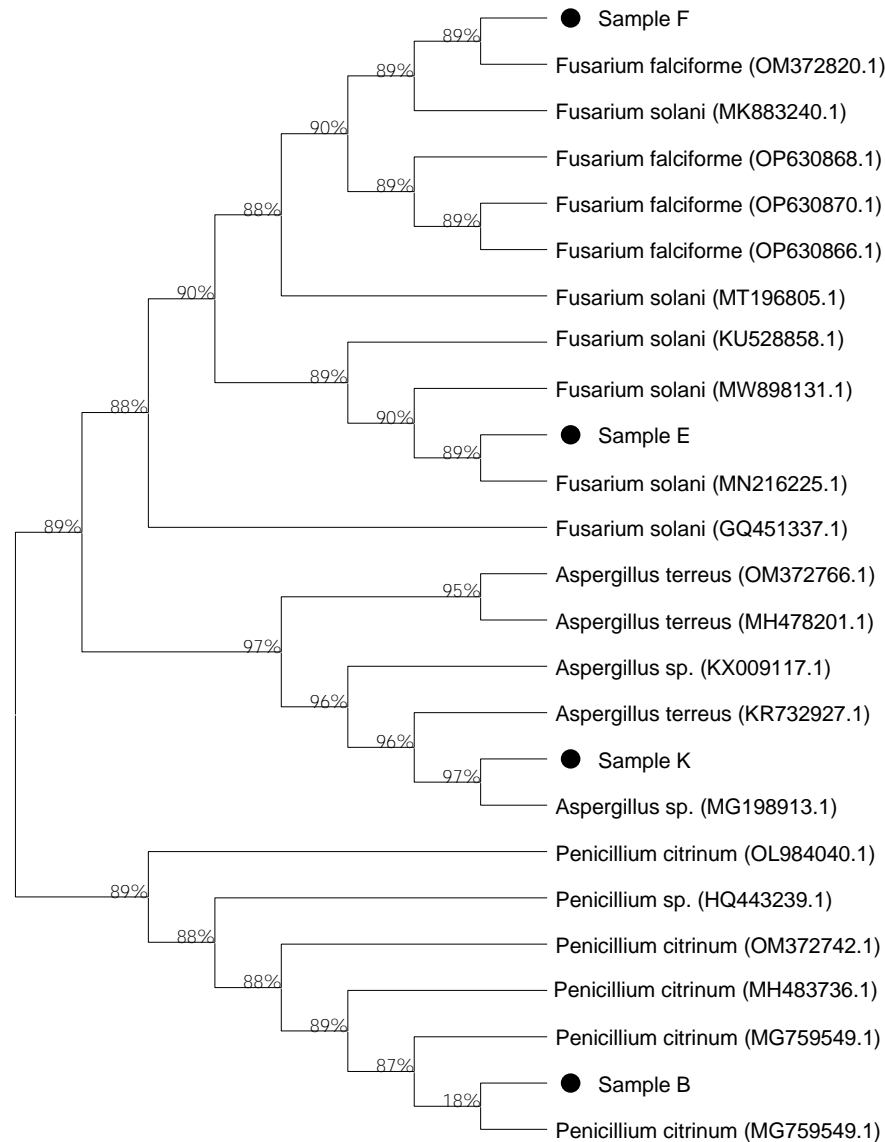 89%
Sample F
89%
Fusarium falciforme (OM372820.1)
Fusarium solani (MK883240.1)
90%
Fusarium falciforme (OP630868.1)
89%
Fusarium falciforme (OP630870.1)
88%
89%
Fusarium falciforme (OP630866.1)
90%
Fusarium solani (MT196805.1)
Fusarium solani (KU528858.1)
89%
Fusarium solani (MW898131.1)
88%
90%
Sample E
89%
Fusarium solani (MN216225.1)
89%
Fusarium solani (GQ451337.1)
Aspergillus terreus (OM372766.1)
95%
Aspergillus terreus (MH478201.1)
97%
Aspergillus sp. (KX009117.1)
96%
Aspergillus terreus (KR732927.1)
96%
Sample K
97%
Aspergillus sp. (MG198913.1)
Penicillium citrinum (OL984040.1)
89%
Penicillium sp. (HQ443239.1)
88%
Penicillium citrinum (OM372742.1)
88%
Penicillium citrinum (MH483736.1)
89%
Penicillium citrinum (MG759549.1)
87%
Sample B
18%
Penicillium citrinum (MG759549.1)